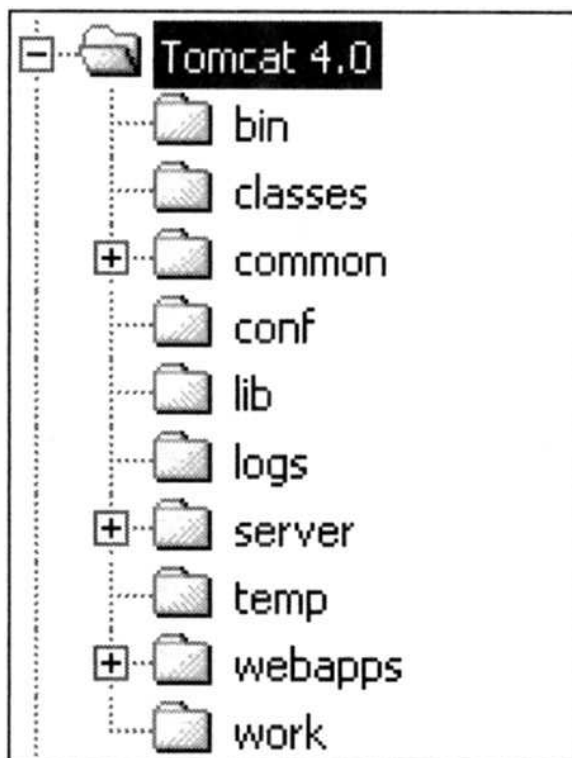 Tomcat 4.0
bin
classes
common
conf
lib
logs
server
temp
webapps
work